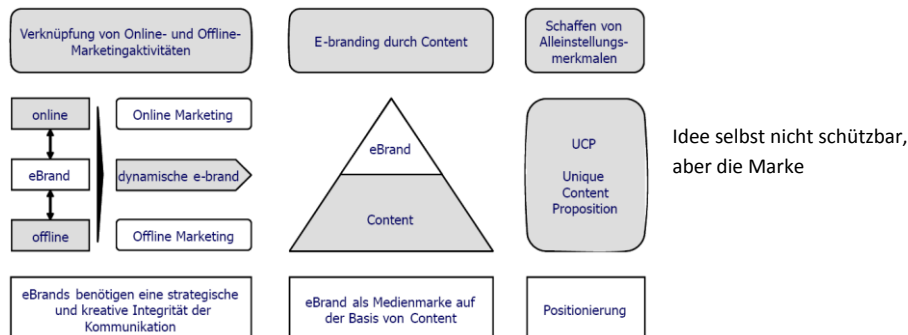 Verknüpfung von Online- und Offline-
Marketingaktivitäten
E-branding durch Content
Schaffen von
Alleinstellungs-
merkmalen
online
eBrand
offline
Online Marketing
dynamische e-brand
Offline Marketing
eBrand
Content
UCP
Unique
Content
Proposition
Idee selbst nicht schützbar,
aber die Marke
eBrands benötigen eine strategische
und kreative Integrität der
Kommunikation
eBrand als Medienmarke auf
der Basis von Content
Positionierung